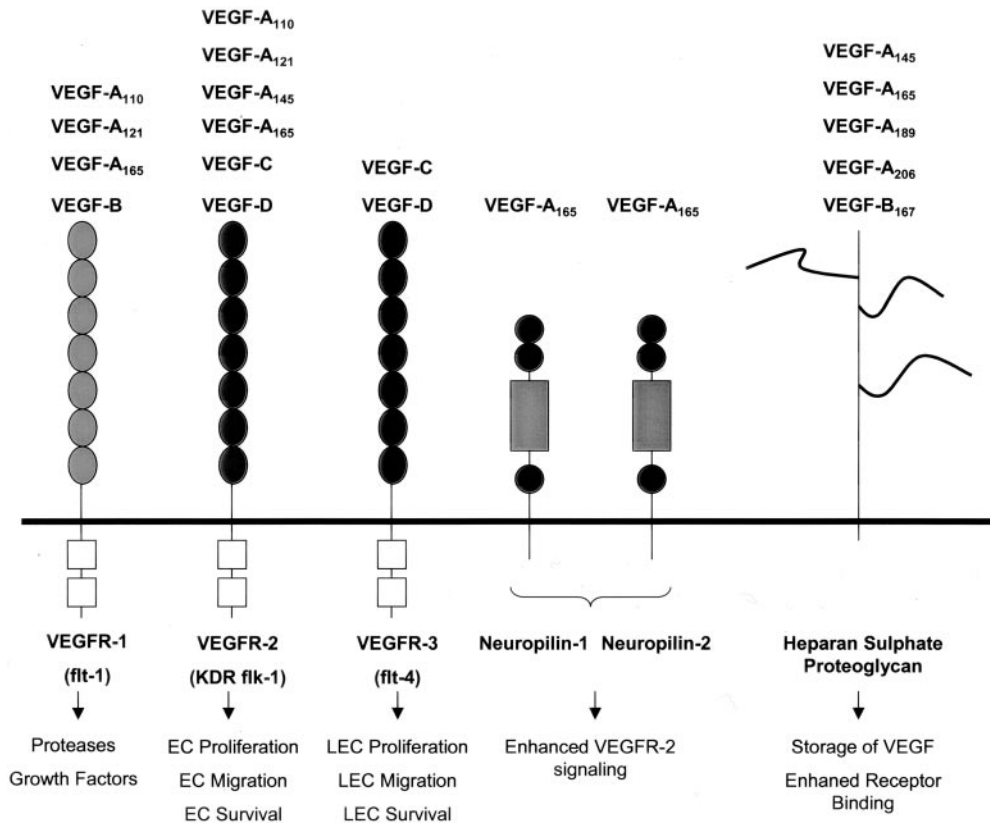 VEGF-A₁₁₀
VEGF-A₁₂₁
VEGF-A₁₆₅
VEGF-B
VEGF-A₁₁₀
VEGF-A₁₂₁
VEGF-A₁₄₅
VEGF-A₁₆₅
VEGF-C
VEGF-D
VEGF-C
VEGF-D
VEGF-A₁₆₅
VEGF-A₁₆₅
VEGF-A₁₄₅
VEGF-A₁₆₅
VEGF-A₁₈₉
VEGF-A₂₀₆
VEGF-B₁₆₇
VEGFR-1
(flt-1)
Proteases
Growth Factors
VEGFR-2
(KDR flk-1)
EC Proliferation
EC Migration
EC Survival
VEGFR-3
(flt-4)
LEC Proliferation
LEC Migration
LEC Survival
Neuropilin-1 Neuropilin-2
Enhanced VEGFR-2
signaling
Heparan Sulphate
Proteoglycan
Storage of VEGF
Enhaned Receptor
Binding